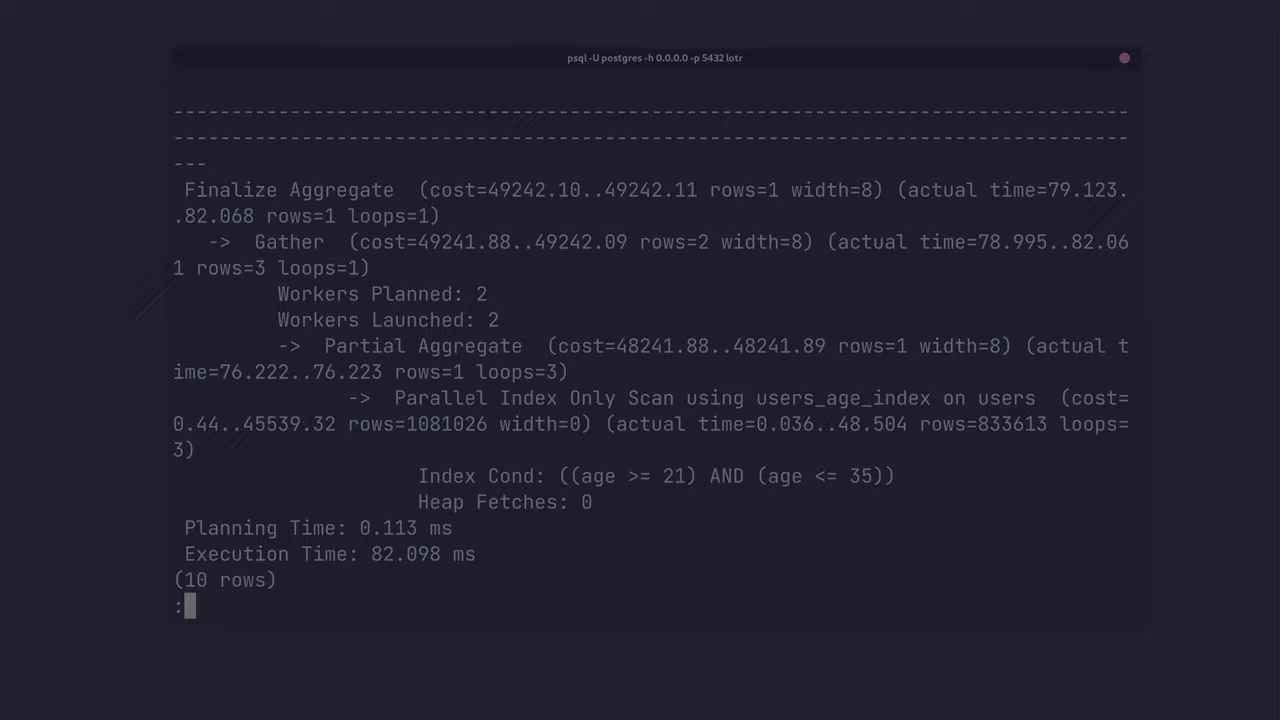 psql -U postgres -h 0.0.0.0 -p 5432 lotr
----------------------------------------------------------------------------------
----------------------------------------------------------------------------------
---
Finalize Aggregate  (cost=49242.10..49242.11 rows=1 width=8) (actual time=79.123.
.82.068 rows=1 loops=1)
-> Gather  (cost=49241.88..49242.09 rows=2 width=8) (actual time=78.995..82.06
1 rows=3 loops=1)
Workers Planned: 2
Workers Launched: 2
-> Partial Aggregate  (cost=48241.88..48241.89 rows=1 width=8) (actual t
ime=76.222..76.223 rows=1 loops=3)
-> Parallel Index Only Scan using users_age_index on users  (cost=
0.44..45539.32 rows=1081026 width=0) (actual time=0.036..48.504 rows=833613 loops=
3)
Index Cond: ((age >= 21) AND (age <= 35))
Heap Fetches: 0
Planning Time: 0.113 ms
Execution Time: 82.098 ms
(10 rows)
: